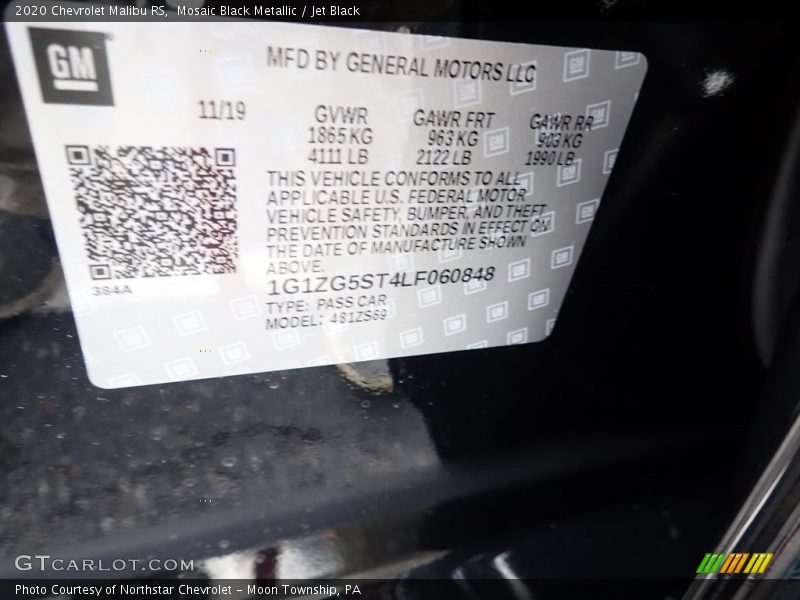 2020 Chevrolet Malibu RS, Mosaic Black Metallic / Jet Black
GM
MFD BY GENERAL MOTORS LLC
11/19 GVWR GAWR FRT GAWR RR
1865 KG 963 KG 903 KG
4111 LB 2122 LB 1990 LB
THIS VEHICLE CONFORMS TO ALL
APPLICABLE U.S. FEDERAL MOTOR
VEHICLE SAFETY, BUMPER, AND THEFT
PREVENTION STANDARDS IN EFFECT ON
THE DATE OF MANUFACTURE SHOWN
ABOVE.
384A
1G1ZG5ST4LF060848
TYPE: PASS CAR
MODEL: 481ZS69
GTCARLOT.COM
Photo Courtesy of Northstar Chevrolet - Moon Township, PA